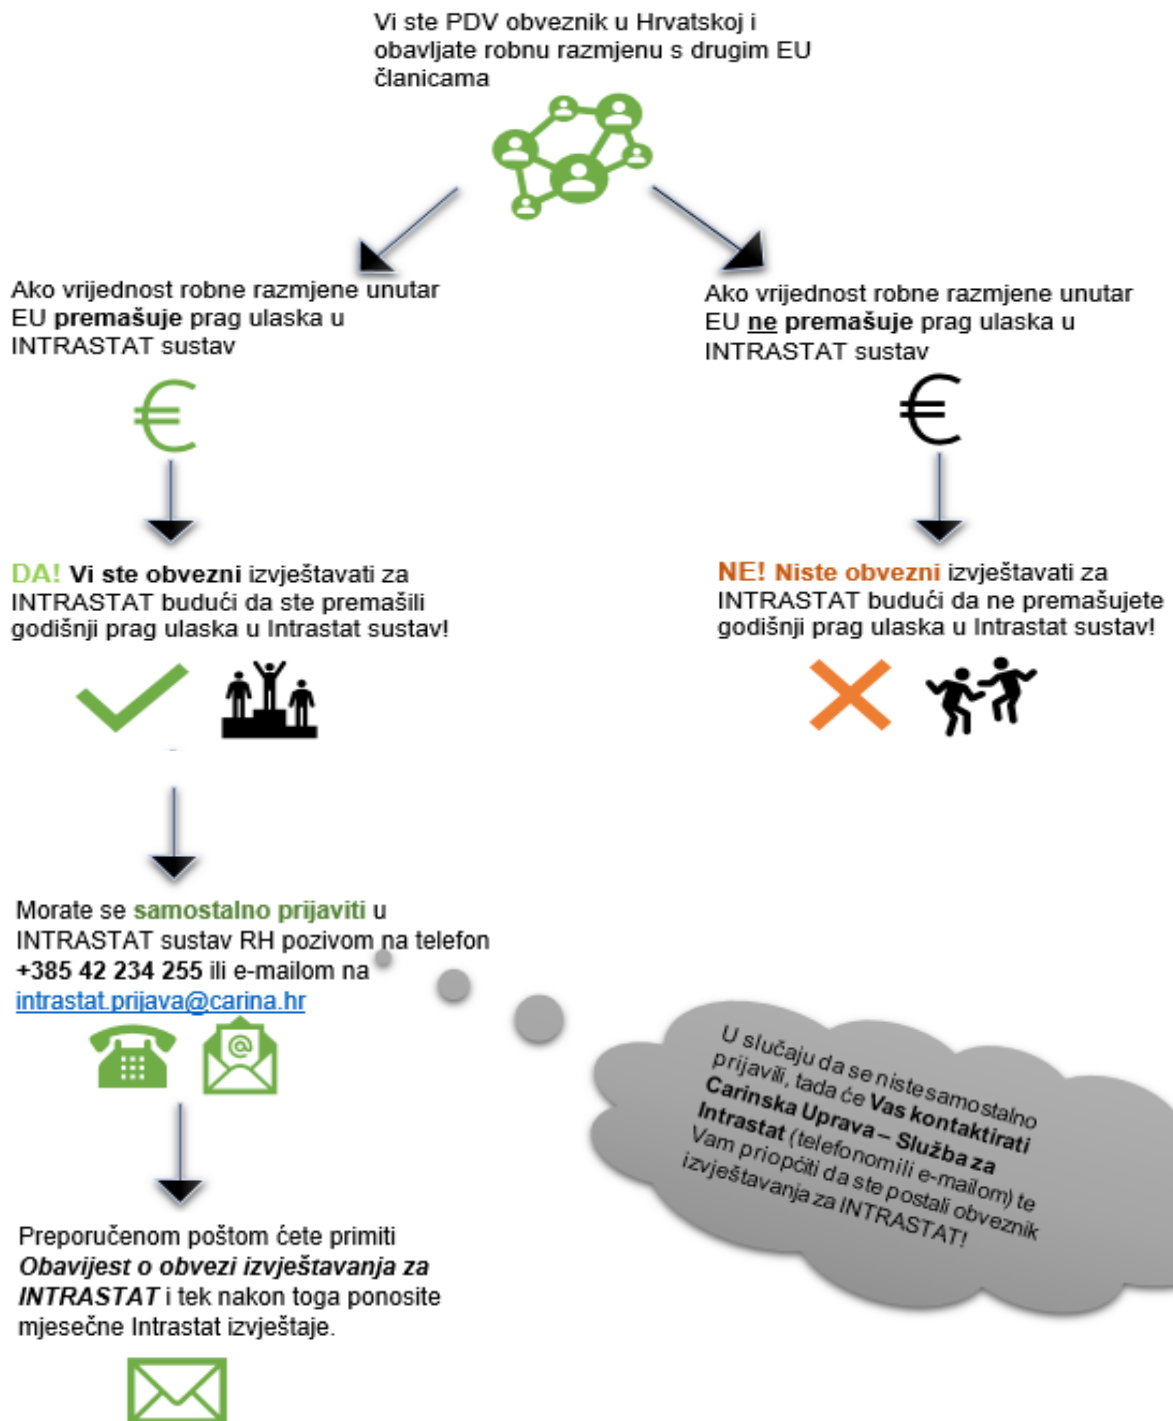 Vi ste PDV obveznik u Hrvatskoj i
obavljate robnu razmjenu s drugim EU
članicama
Ako vrijednost robne razmjene unutar
EU premašuje prag ulaska u
INTRASTAT sustav
€
DA! Vi ste obvezni izvještavati za
INTRASTAT budući da ste premašili
godišnji prag ulaska u Intrastat sustav!
Ako vrijednost robne razmjene unutar
EU ne premašuje prag ulaska u
INTRASTAT sustav
€
NE! Niste obvezni izvještavati za
INTRASTAT budući da ne premašujete
godišnji prag ulaska u Intrastat sustav!
Morate se samostalno prijaviti u
INTRASTAT sustav RH pozivom na telefon
+385 42 234 255 ili e-mailom na
intrastat.prijava@carina.hr
@
U slučaju da se niste samostalno
prijavili, tada će Vas kontaktirati
Carinska Uprava – Služba za
Intrastat (telefonom ili e-mailom) te
Vam priopćiti da ste postali obveznik
izvještavanja za INTRASTAT!
Preporučenom poštom ćete primiti
Obavijest o obvezi izvještavanja za
INTRASTAT i tek nakon toga ponosite
mjesečne Intrastat izvještaje.